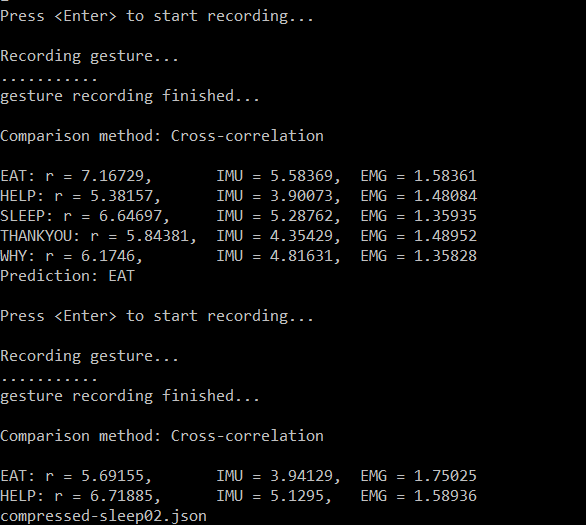 Press <Enter> to start recording...
Recording gesture...
...........
gesture recording finished...
Comparison method: Cross-correlation
EAT: r = 7.16729, IMU = 5.58369, EMG = 1.58361
HELP: r = 5.38157, IMU = 3.90073, EMG = 1.48084
SLEEP: r = 6.64697, IMU = 5.28762, EMG = 1.35935
THANKYOU: r = 5.84381, IMU = 4.35429, EMG = 1.48952
WHY: r = 6.1746, IMU = 4.81631, EMG = 1.35828
Prediction: EAT
Press <Enter> to start recording...
Recording gesture...
...........
gesture recording finished...
Comparison method: Cross-correlation
EAT: r = 5.69155, IMU = 3.94129, EMG = 1.75025
HELP: r = 6.71885, IMU = 5.1295, EMG = 1.58936
compressed-sleep02.json